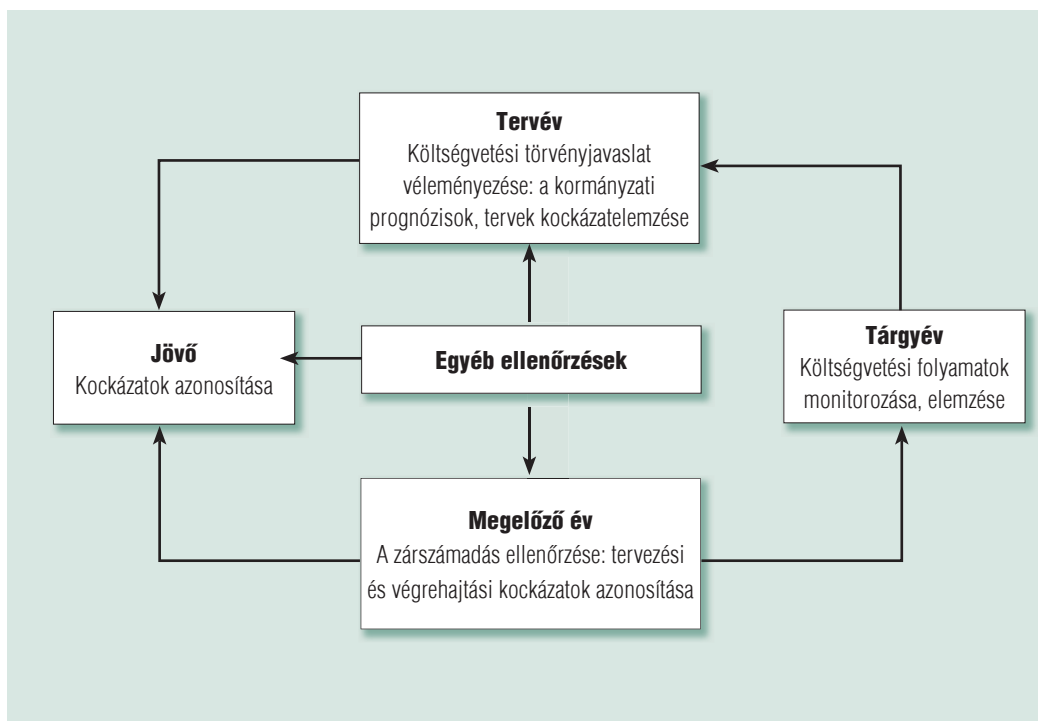 Tervév
Költségvetési törvényjavaslat
véleményezése: a kormányzati
prognózisok, tervek kockázatelemzése
Jövő
Kockázatok azonosítása
Egyéb ellenőrzések
Tárgyév
Költségvetési folyamatok
monitorozása, elemzése
Megelőző év
A zárszámadás ellenőrzése: tervezési
és végrehajtási kockázatok azonosítása